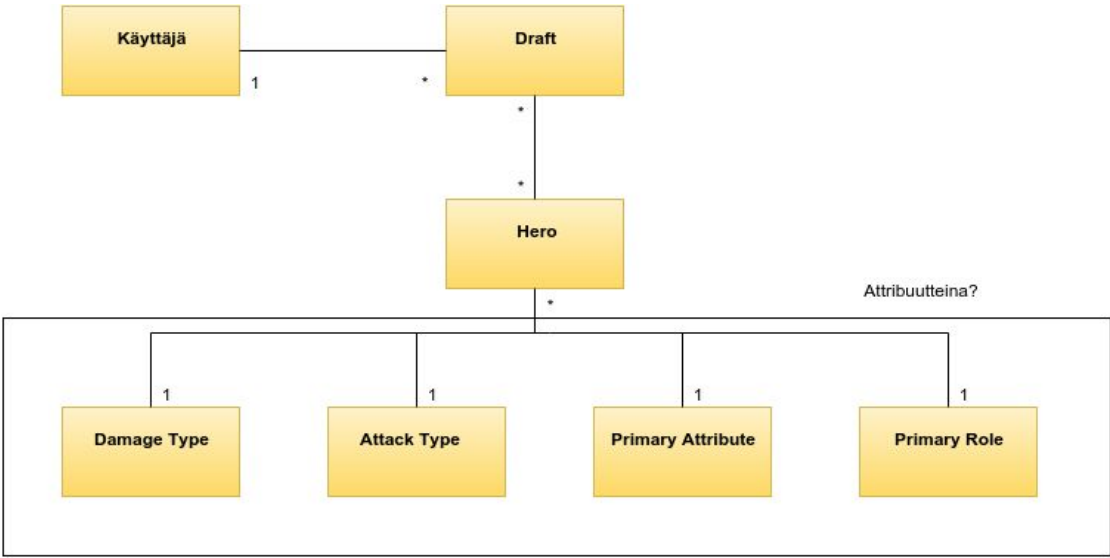 Käyttäjä
Draft
1
*
*
*
Hero
*
Attribuutteina?
1
1
1
1
Damage Type
Attack Type
Primary Attribute
Primary Role